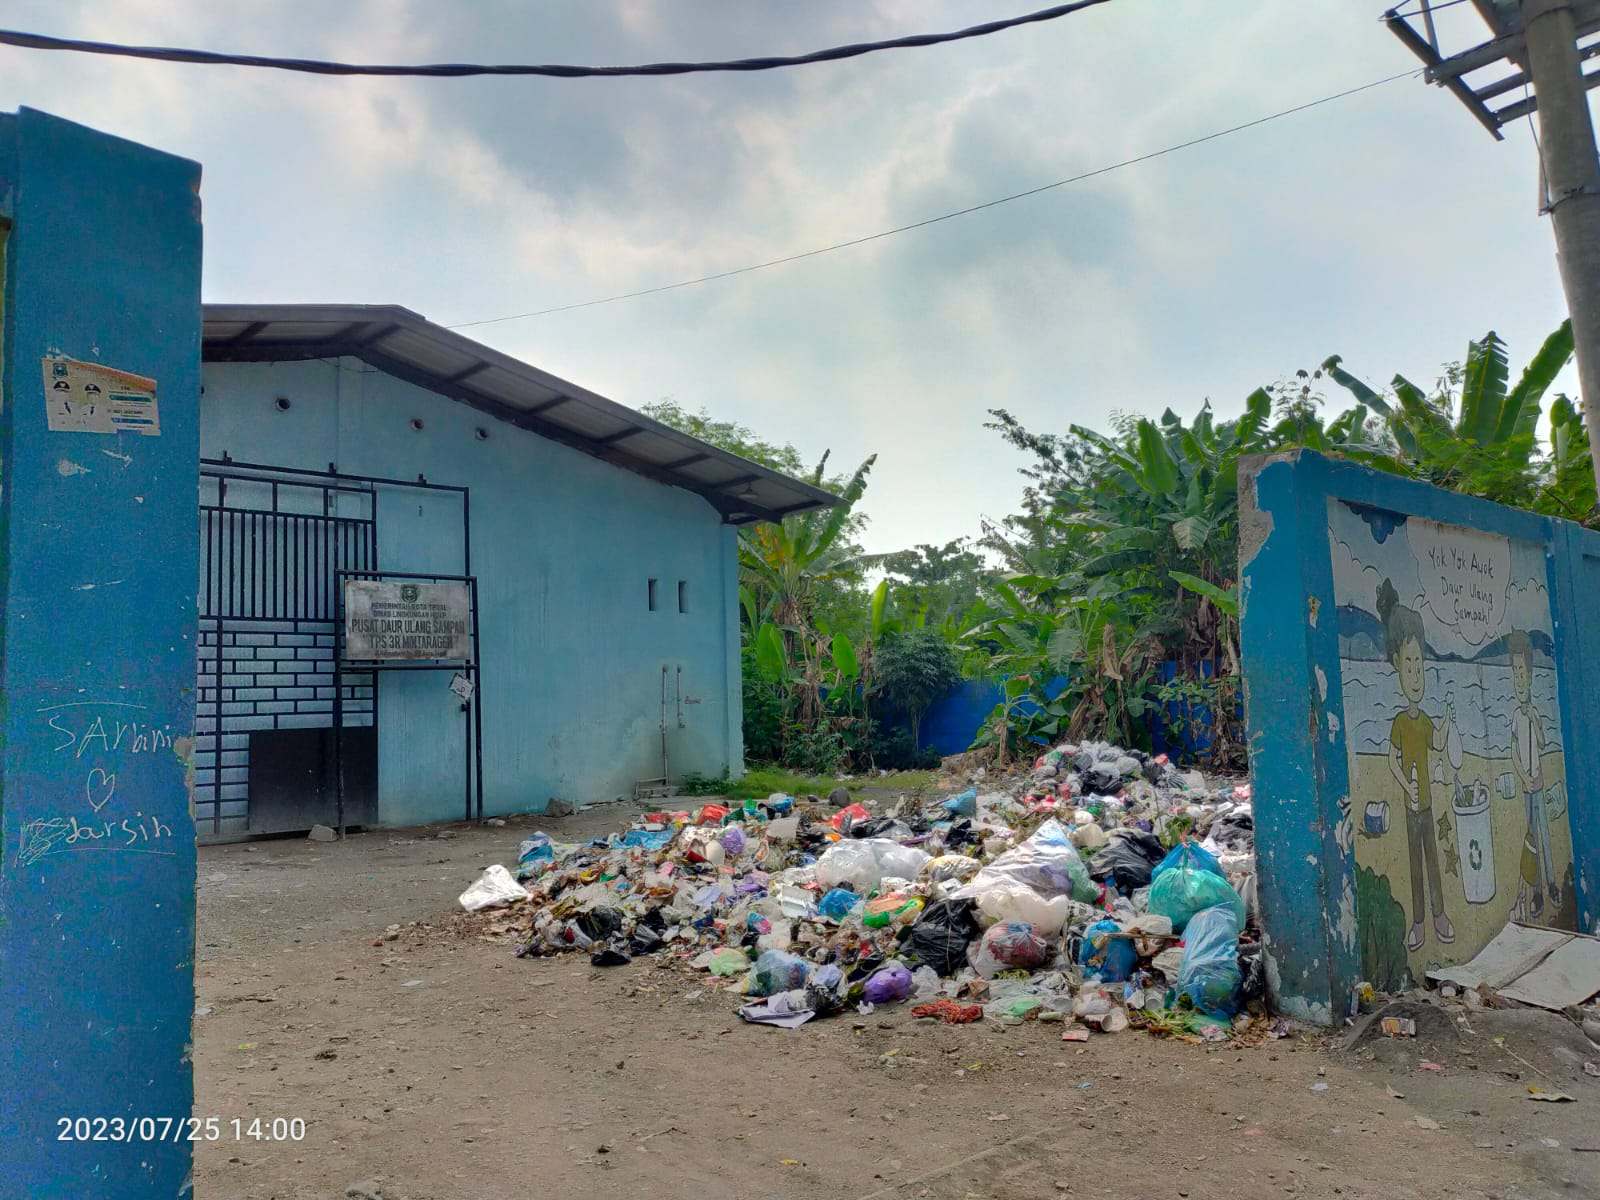 PEMERINTAH KOTA TEGAL
DINAS LINGKUNGAN HIDUP
PUSAT DAUR ULANG SAMPAH
TPS 3R MINTARAGEN
Yok Yok Ayok
Daur Ulang
Sampah!
SArbini
darsih
2023/07/25 14:00